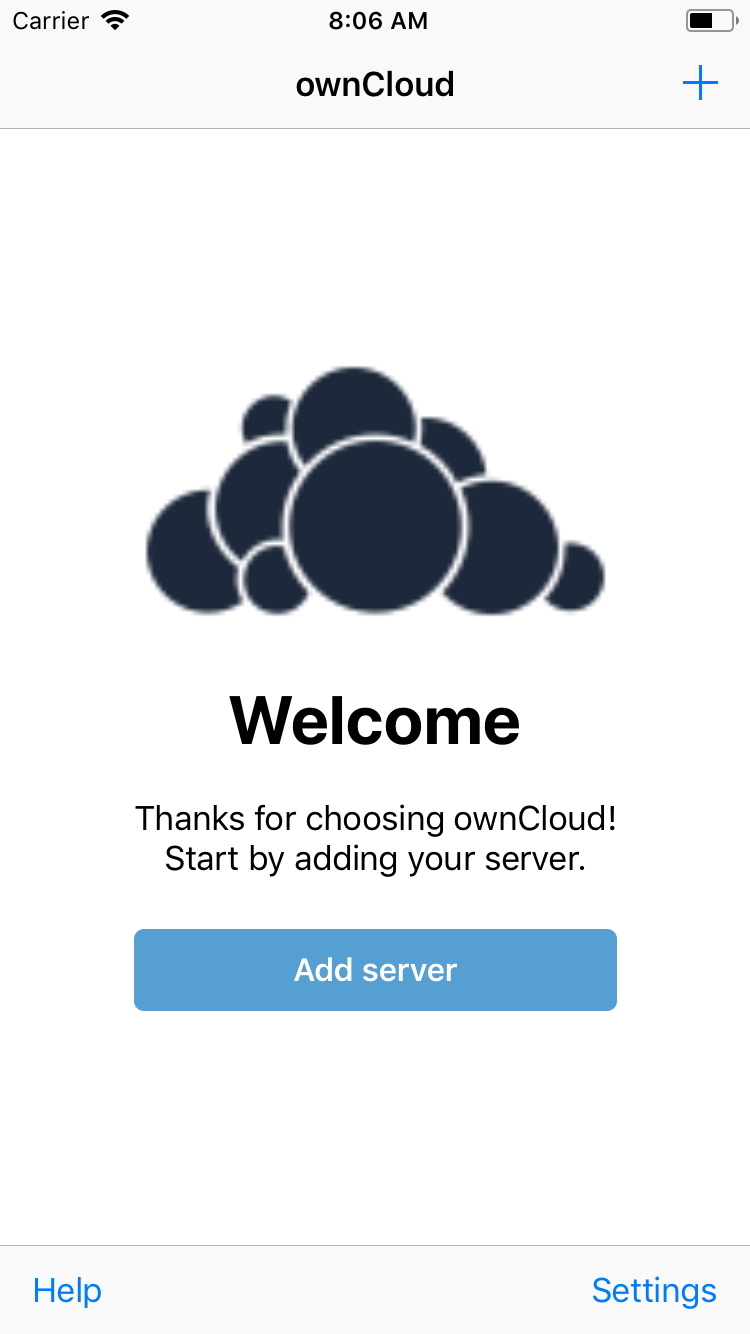 Carrier 8:06 AM
ownCloud
Welcome
Thanks for choosing ownCloud!
Start by adding your server.
Add server
Help Settings